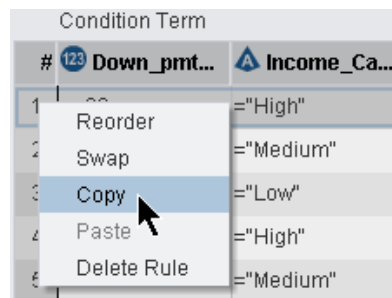 Condition Term
# 123 Down_pmt... A Income_Ca...
1 ="High"
Reorder
2 ="Medium"
Swap
3 ="Low"
Copy
4 ="High"
Paste
5 ="Medium"
Delete Rule